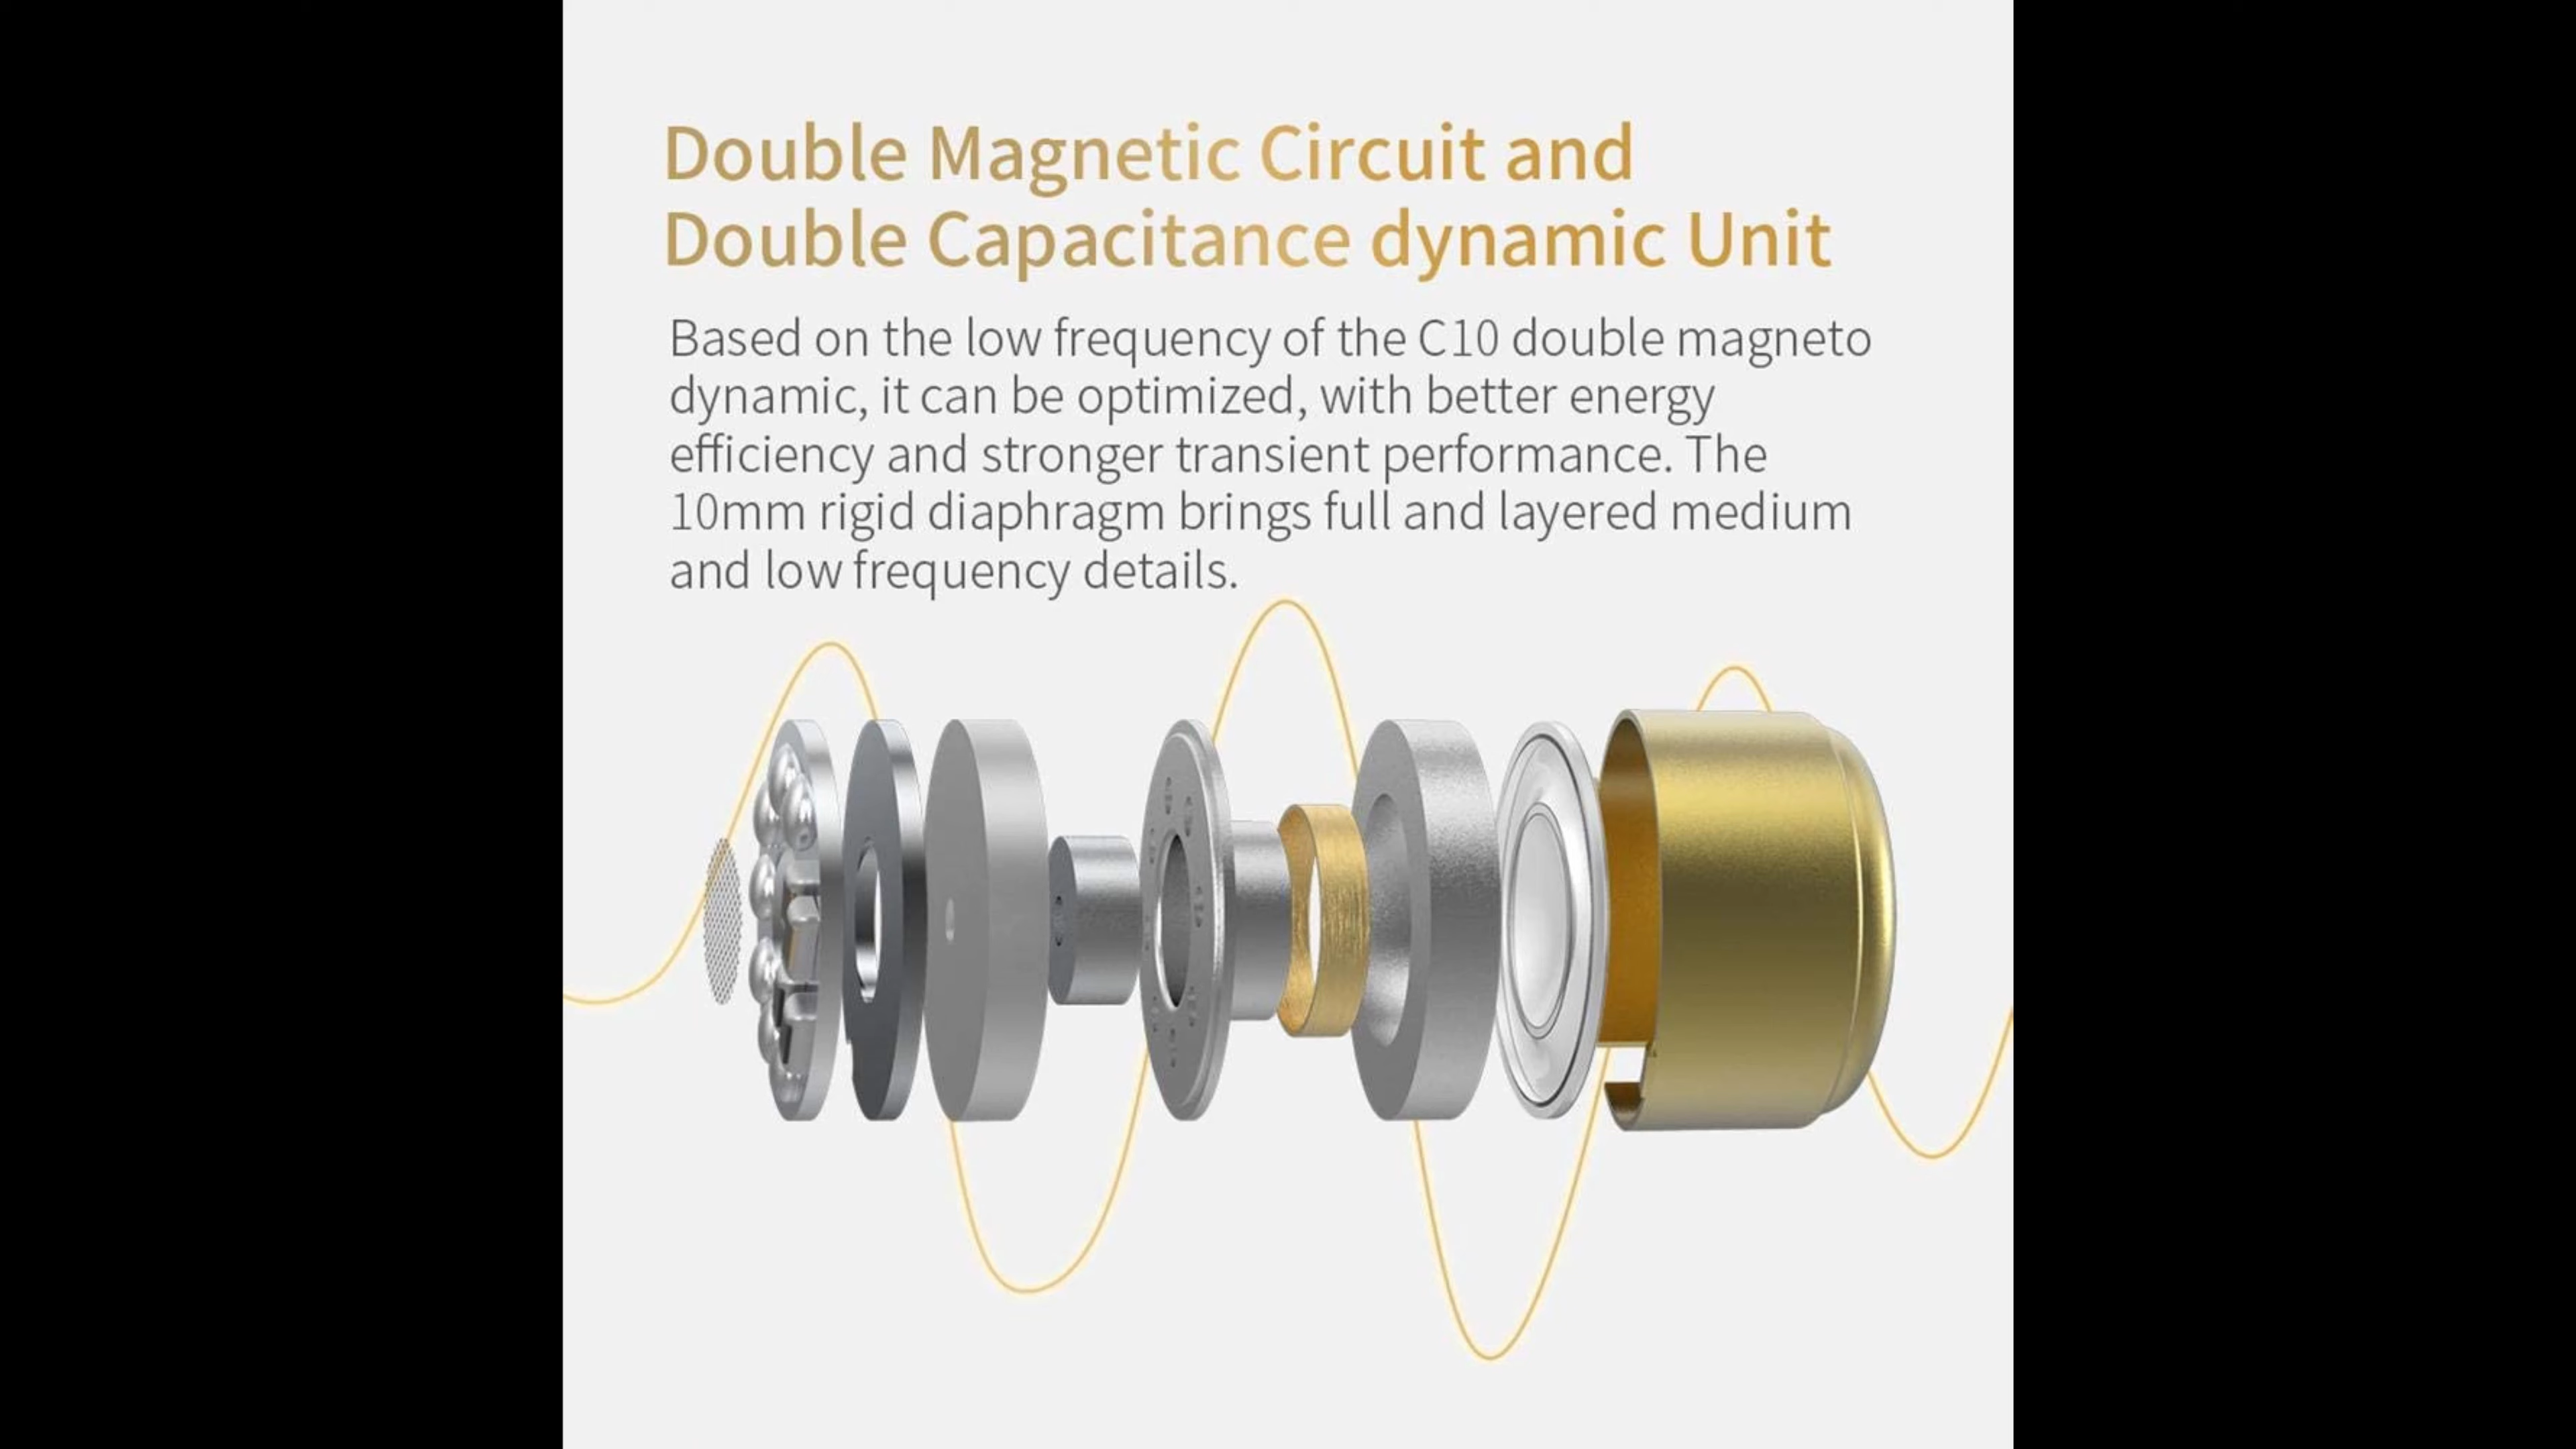 Double Magnetic Circuit and
Double Capacitance dynamic Unit
Based on the low frequency of the C10 double magneto
dynamic, it can be optimized, with better energy
efficiency and stronger transient performance. The
10mm rigid diaphragm brings full and layered medium
and low frequency details.